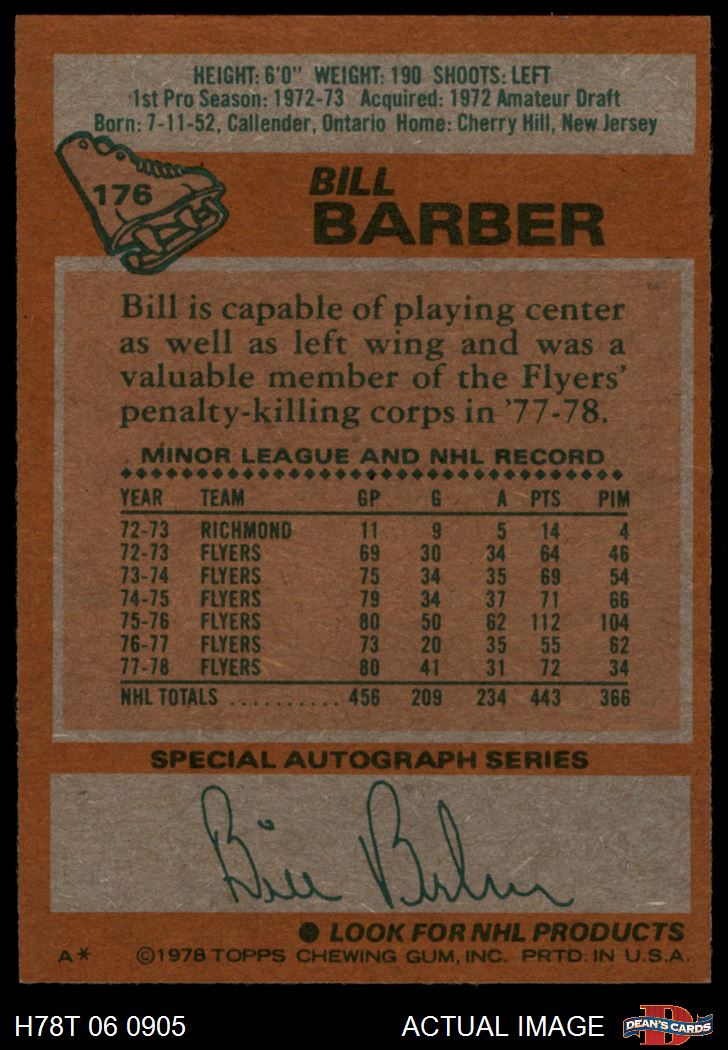 HEIGHT: 6'0" WEIGHT: 190 SHOOTS: LEFT
1st Pro Season: 1972-73 Acquired: 1972 Amateur Draft
Born: 7-11-52, Callender, Ontario Home: Cherry Hill, New Jersey
176
BILL
BARBER
Bill is capable of playing center
as well as left wing and was a
valuable member of the Flyers'
penalty-killing corps in '77-78.
MINOR LEAGUE AND NHL RECORD
YEAR TEAM GP G A PTS PIM
72-73 RICHMOND 11 9 5 14 4
72-73 FLYERS 69 30 34 64 46
73-74 FLYERS 75 34 35 69 54
74-75 FLYERS 79 34 37 71 66
75-76 FLYERS 80 50 62 112 104
76-77 FLYERS 73 20 35 55 62
77-78 FLYERS 80 41 31 72 34
NHL TOTALS .......... 456 209 234 443 366
SPECIAL AUTOGRAPH SERIES
Bill Barber
● LOOK FOR NHL PRODUCTS
A* ©1978 TOPPS CHEWING GUM, INC. PRTD. IN U.S.A.
H78T 06 0905 ACTUAL IMAGE DEAN'S CARDS